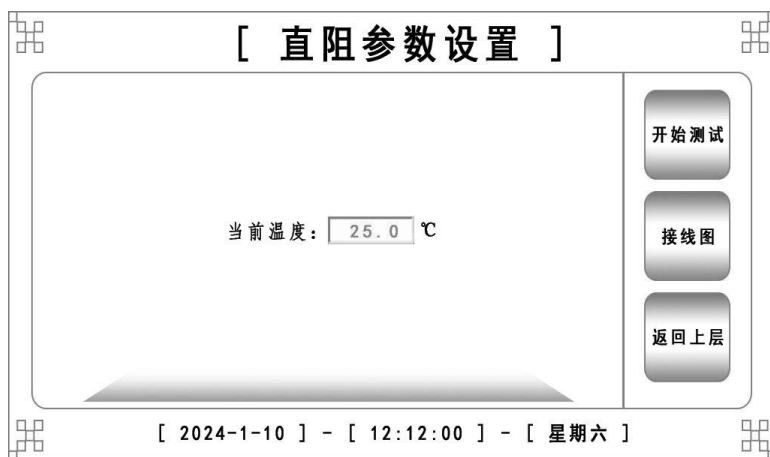 [ 直阻参数设置 ]
开始测试
当前温度: 25.0 ℃
接线图
返回上层
[ 2024-1-10 ] - [ 12:12:00 ] - [ 星期六 ]